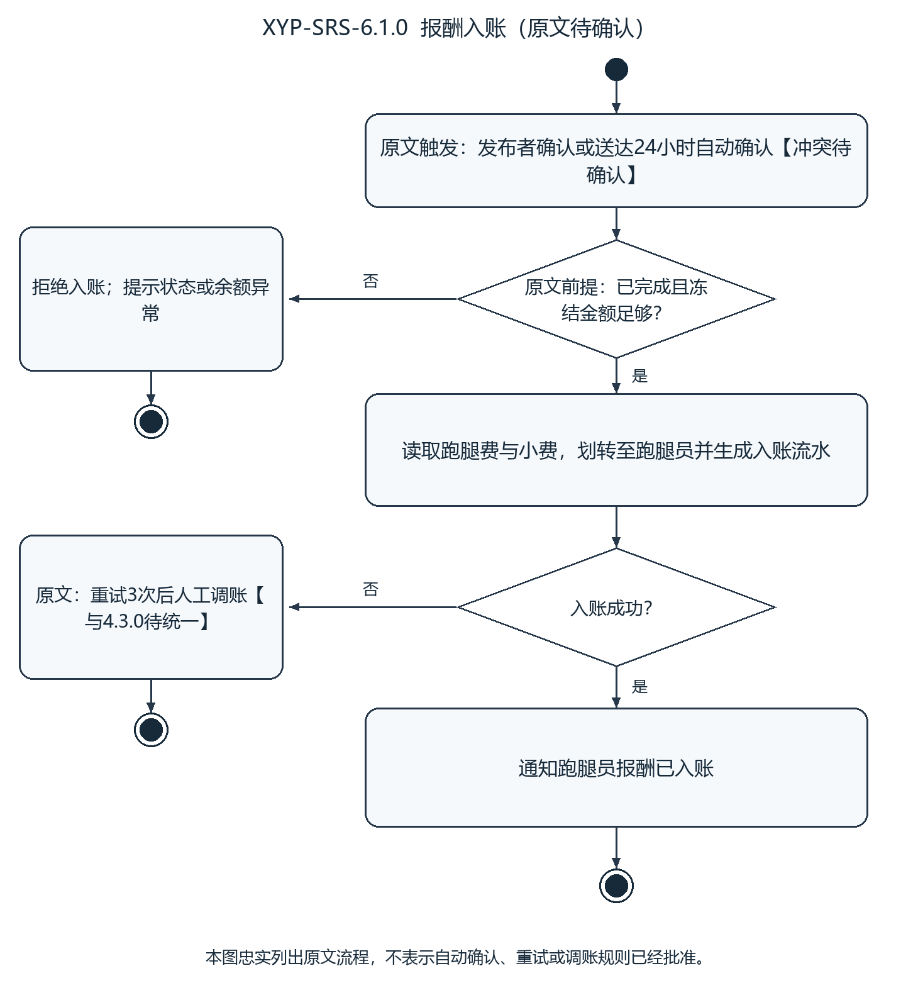 XYP-SRS-6.1.0 报酬入账（原文待确认）
原文触发：发布者确认或送达24小时自动确认【冲突待
确认】
原文前提：已完成且冻
结金额足够？
否
拒绝入账；提示状态或余额异
常
是
读取跑腿费与小费，划转至跑腿员并生成入账流水
入账成功？
否
原文：重试3次后人工调账【
与4.3.0待统一】
是
通知跑腿员报酬已入账
本图忠实列出原文流程，不表示自动确认、重试或调账规则已经批准。